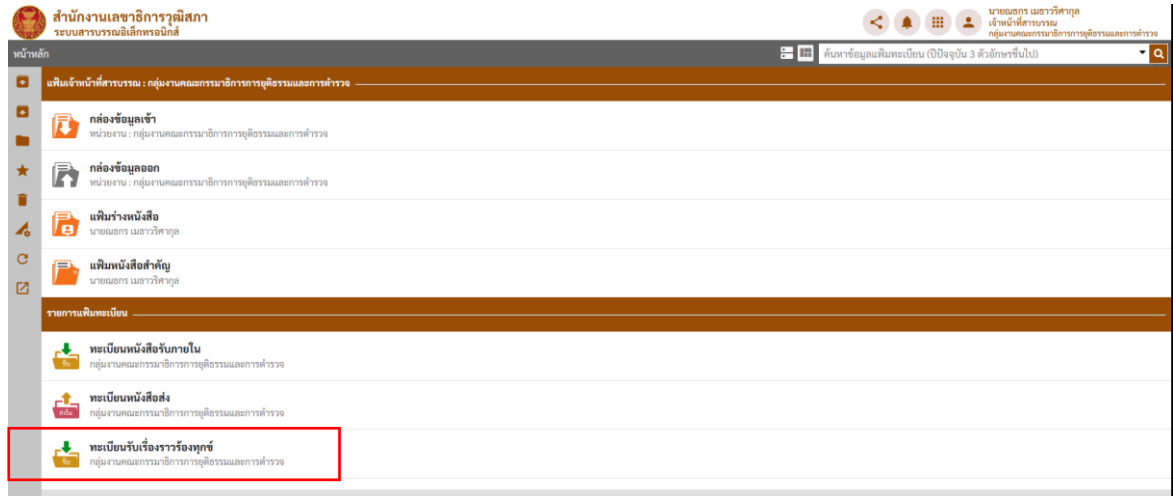 สำนักงานเลขาธิการวุฒิสภา
ระบบสารบรรณอิเล็กทรอนิกส์
นายณธกร เมธาวริศากุล
เจ้าหน้าที่สารบรรณ
กลุ่มงานคณะกรรมาธิการการยุติธรรมและการตำรวจ
หน้าหลัก
ค้นหาข้อมูลแฟ้มทะเบียน (ปีปัจจุบัน 3 ตัวอักษรขึ้นไป)
แฟ้มเจ้าหน้าที่สารบรรณ : กลุ่มงานคณะกรรมาธิการการยุติธรรมและการตำรวจ
กล่องข้อมูลเข้า
หน่วยงาน : กลุ่มงานคณะกรรมาธิการการยุติธรรมและการตำรวจ
กล่องข้อมูลออก
หน่วยงาน : กลุ่มงานคณะกรรมาธิการการยุติธรรมและการตำรวจ
แฟ้มร่างหนังสือ
นายณธกร เมธาวริศากุล
แฟ้มหนังสือสำคัญ
นายณธกร เมธาวริศากุล
รายการแฟ้มทะเบียน
ทะเบียนหนังสือรับภายใน
รับ
กลุ่มงานคณะกรรมาธิการการยุติธรรมและการตำรวจ
ทะเบียนหนังสือส่ง
กลุ่มงานคณะกรรมาธิการการยุติธรรมและการตำรวจ
ทะเบียนรับเรื่องราวร้องทุกข์
รับ
กลุ่มงานคณะกรรมาธิการการยุติธรรมและการตำรวจ